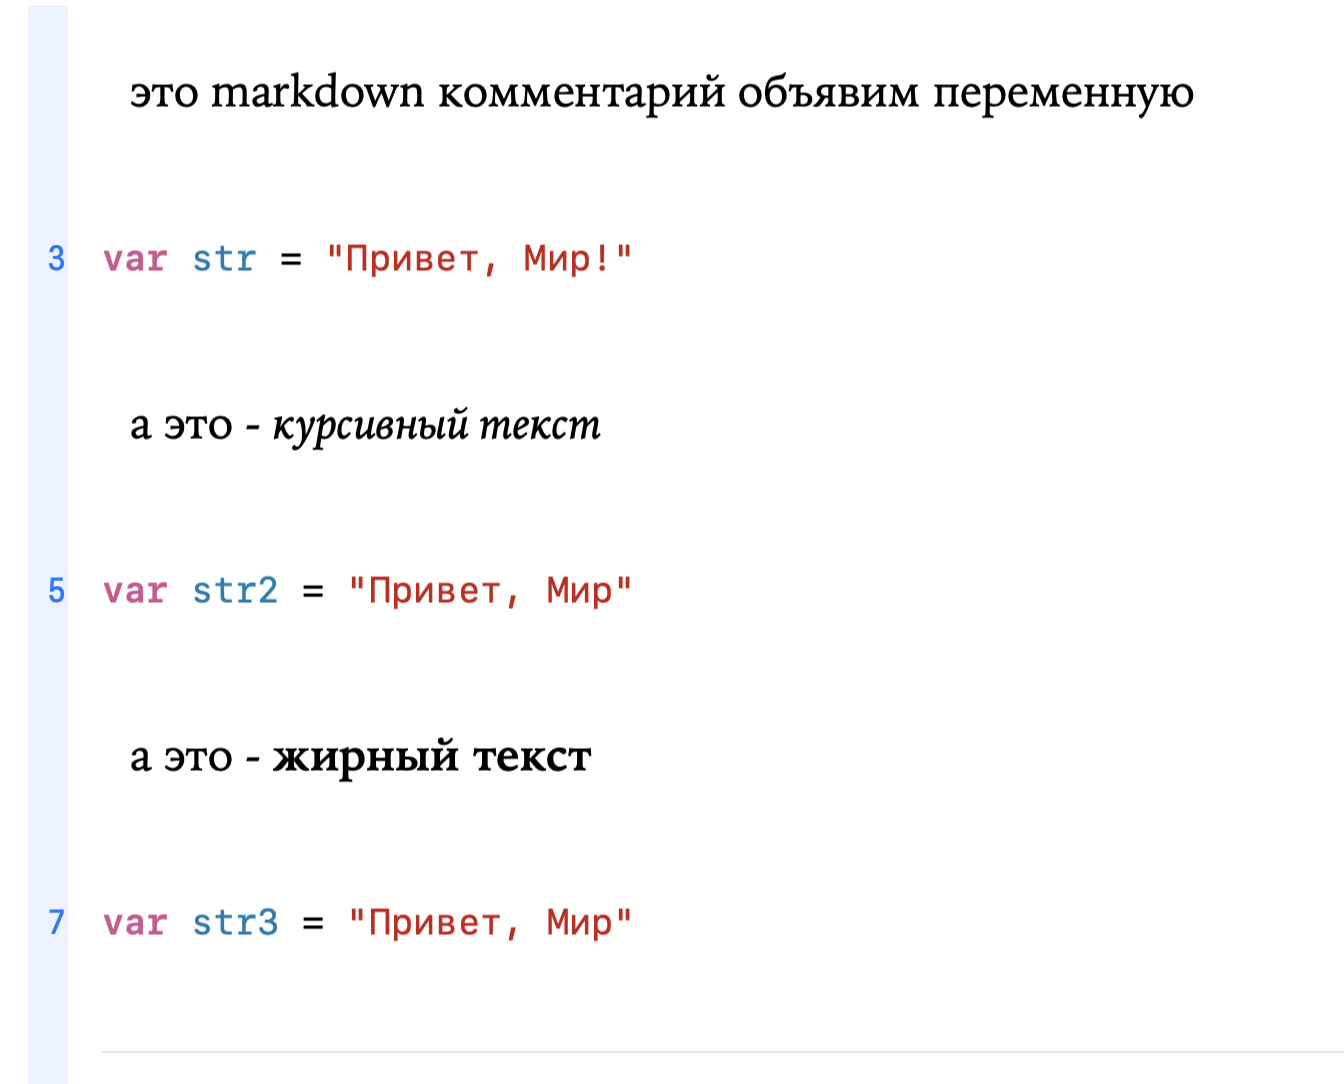 это markdown комментарий объявим переменную
3 var str = "Привет, Мир!"
а это - курсивный текст
5 var str2 = "Привет, Мир"
а это - жирный текст
7 var str3 = "Привет, Мир"